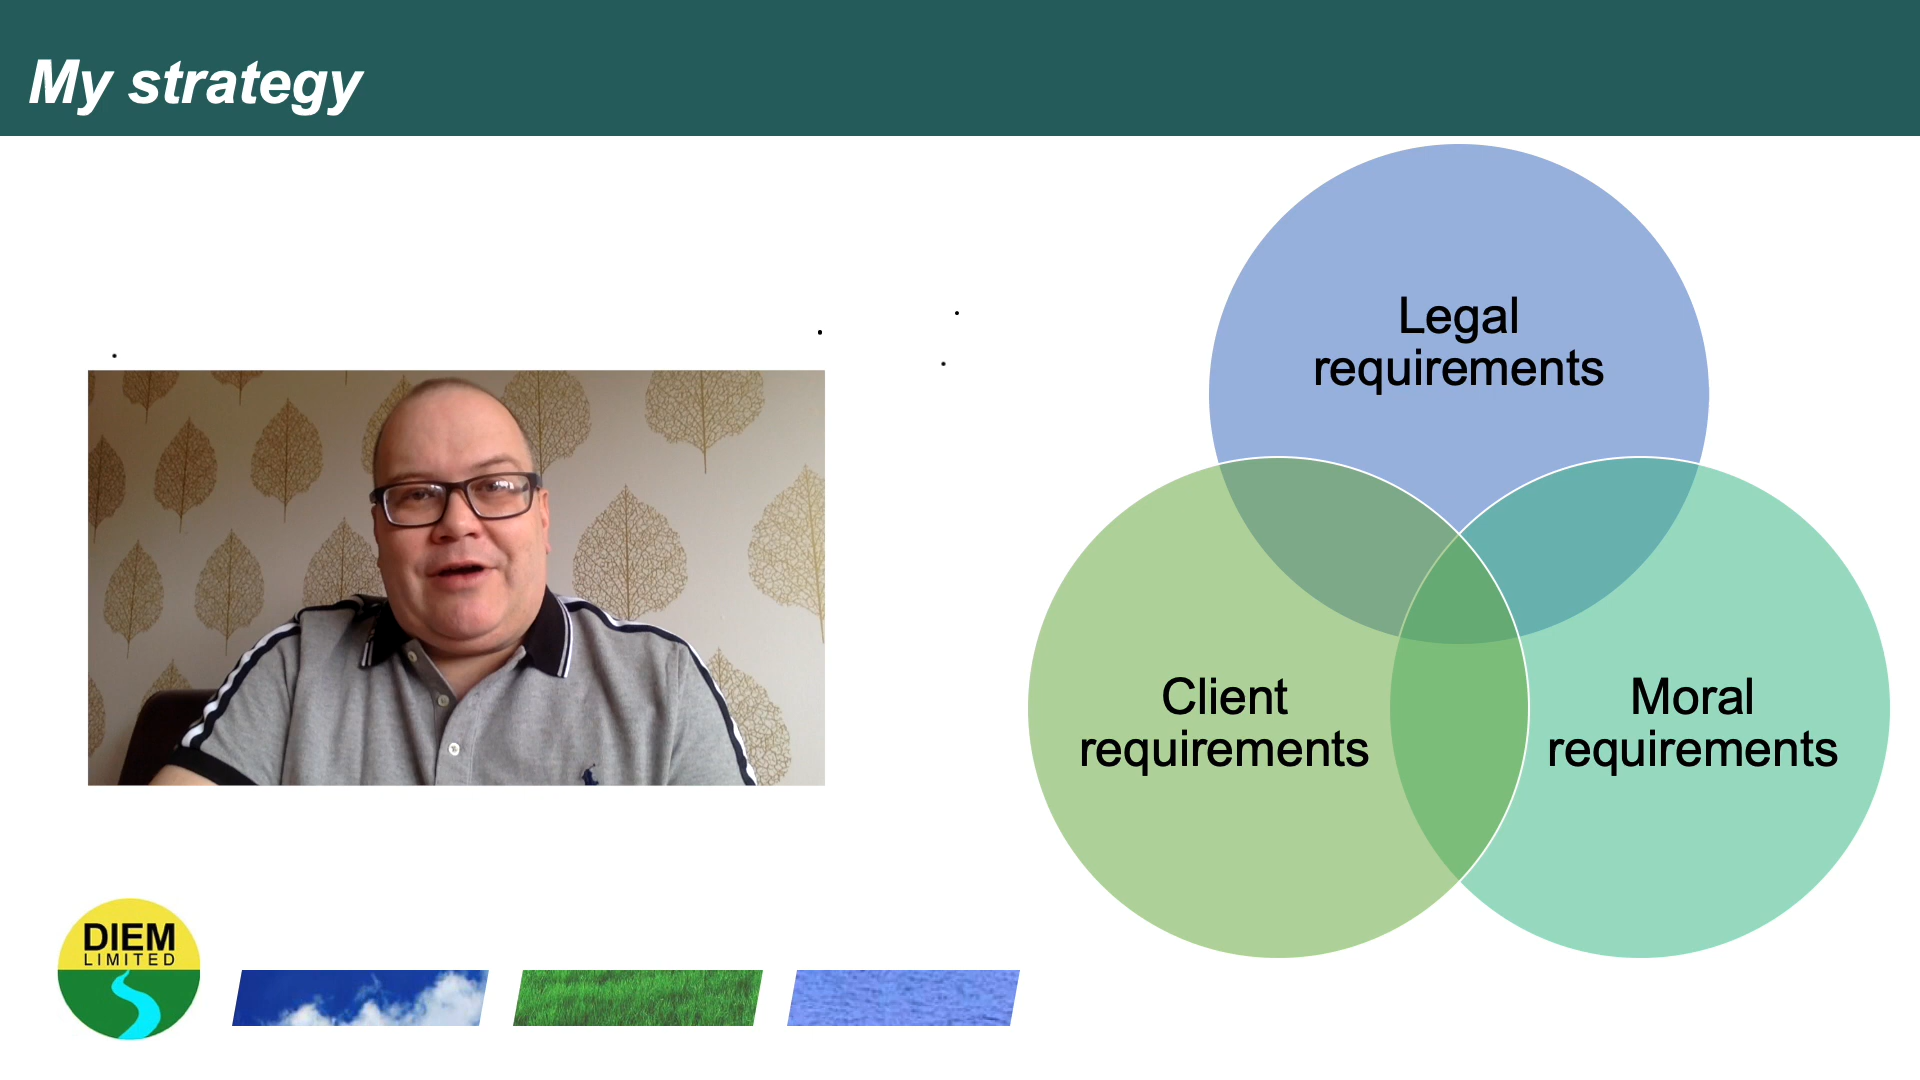 My strategy
Legal
requirements
Client
requirements
Moral
requirements
DIEM
LIMITED